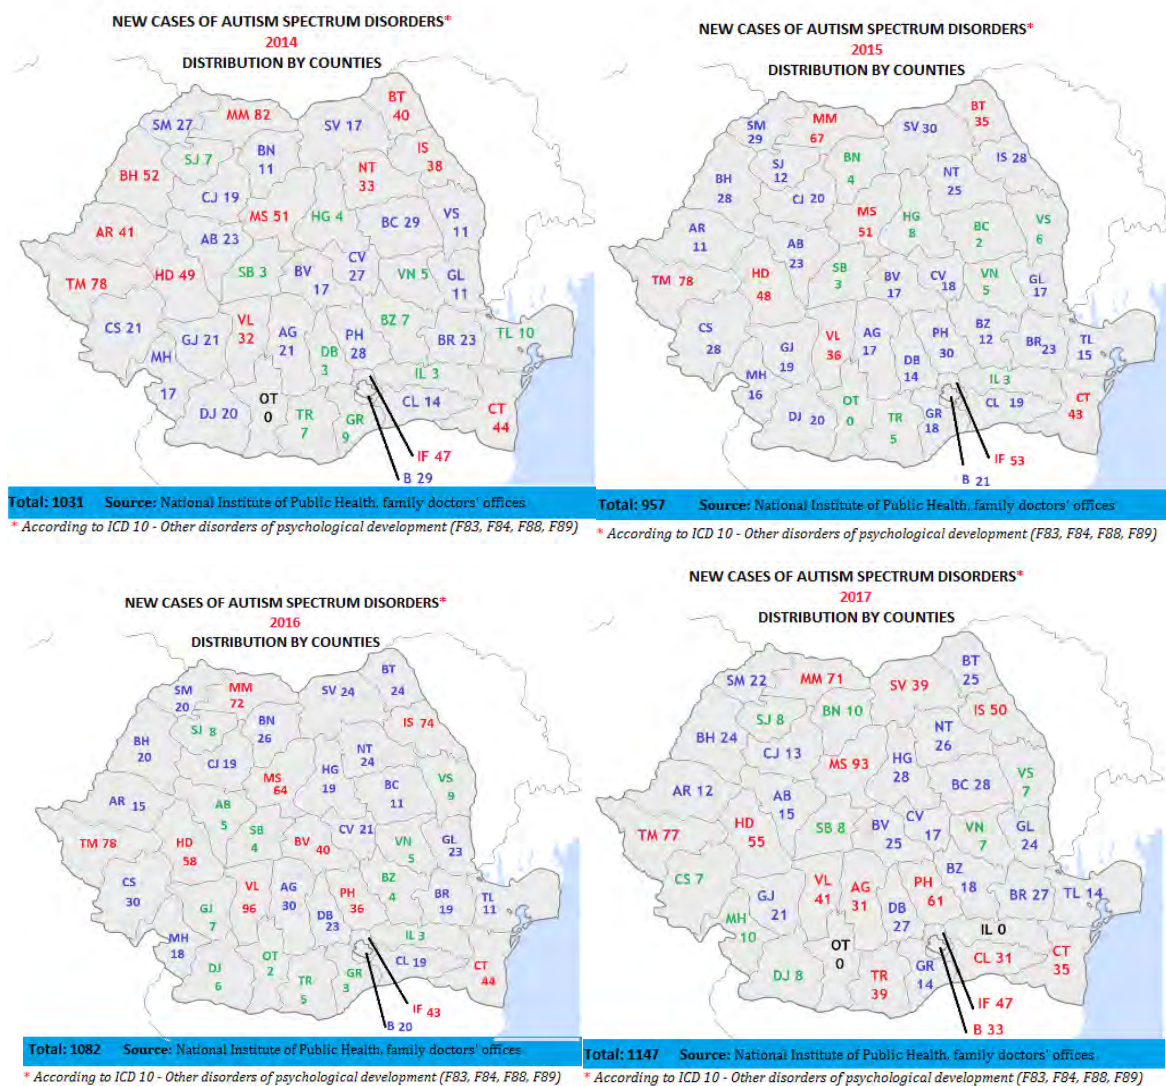 NEW CASES OF AUTISM SPECTRUM DISORDERS*
2014
DISTRIBUTION BY COUNTIES
BT
40
MM 82
SM 27
SV 17
BN
11
IS
38
SJ 7
NT
33
BH 52
CJ 19
MS 51
HG 4
BC 29
VS
11
AR 41
AB 23
CV
27
HD 49
SB 3
BV
17
VN 5
GL
11
TM 78
VL
32
CS 21
GJ 21
AG
21
PH
28
BZ 7
BR 23
TL 10
MH
17
DB
3
IL 3
OT
0
CL 14
DJ 20
TR
7
GR
9
CT
44
IF 47
B 29
Total: 1031 Source: National Institute of Public Health, family doctors' offices
* According to ICD 10 - Other disorders of psychological development (F83, F84, F88, F89)
NEW CASES OF AUTISM SPECTRUM DISORDERS*
2015
DISTRIBUTION BY COUNTIES
BT
35
MM
67
SM
29
SV 30
BN
4
IS 28
SJ
12
NT
25
BH
28
CJ 20
MS
51
HG
8
BC
2
VS
6
AR
11
AB
23
SB
3
BV
17
CV
18
VN
5
GL
17
TM 78
HD
48
CS
28
GJ
19
VL
36
AG
17
PH
30
BZ
12
BR 23
TL
15
DB
14
MH
16
IL 3
DJ 20
OT
0
TR
5
GR
18
CL 19
CT
43
IF 53
B 21
Total: 957 Source: National Institute of Public Health, family doctors' offices
* According to ICD 10 - Other disorders of psychological development (F83, F84, F88, F89)
NEW CASES OF AUTISM SPECTRUM DISORDERS*
2016
DISTRIBUTION BY COUNTIES
BT
24
SM
20
MM
72
SV 24
SJ 8
BN
26
IS 74
BH
20
CJ 19
NT
24
MS
64
HG
19
BC
11
VS
9
AR 15
AB
5
SB
4
BV
40
CV 21
VN
5
GL
23
TM 78
HD
58
CS
30
GJ
7
VL
96
AG
30
PH
36
BZ
4
BR
19
TL
11
DB
23
MH
18
IL 3
DJ
6
OT
2
TR
5
GR
3
CL 19
CT
44
IF 43
B 20
Total: 1082 Source: National Institute of Public Health, family doctors' offices
* According to ICD 10 - Other disorders of psychological development (F83, F84, F88, F89)
NEW CASES OF AUTISM SPECTRUM DISORDERS*
2017
DISTRIBUTION BY COUNTIES
BT
25
SM 22
MM 71
SV 39
SJ 8
BN 10
IS 50
BH 24
CJ 13
NT
26
MS 93
HG
28
BC 28
VS
7
AR 12
AB
15
TM 77
HD
55
SB 8
BV
25
CV
17
VN
7
GL
24
CS 7
GJ
21
VL
41
AG
31
PH
61
BZ
18
BR 27
TL 14
MH
10
DB
27
IL 0
OT
0
DJ 8
TR
39
GR
14
CL 31
CT
35
IF 47
B 33
Total: 1147 Source: National Institute of Public Health, family doctors' offices
* According to ICD 10 - Other disorders of psychological development (F83, F84, F88, F89)